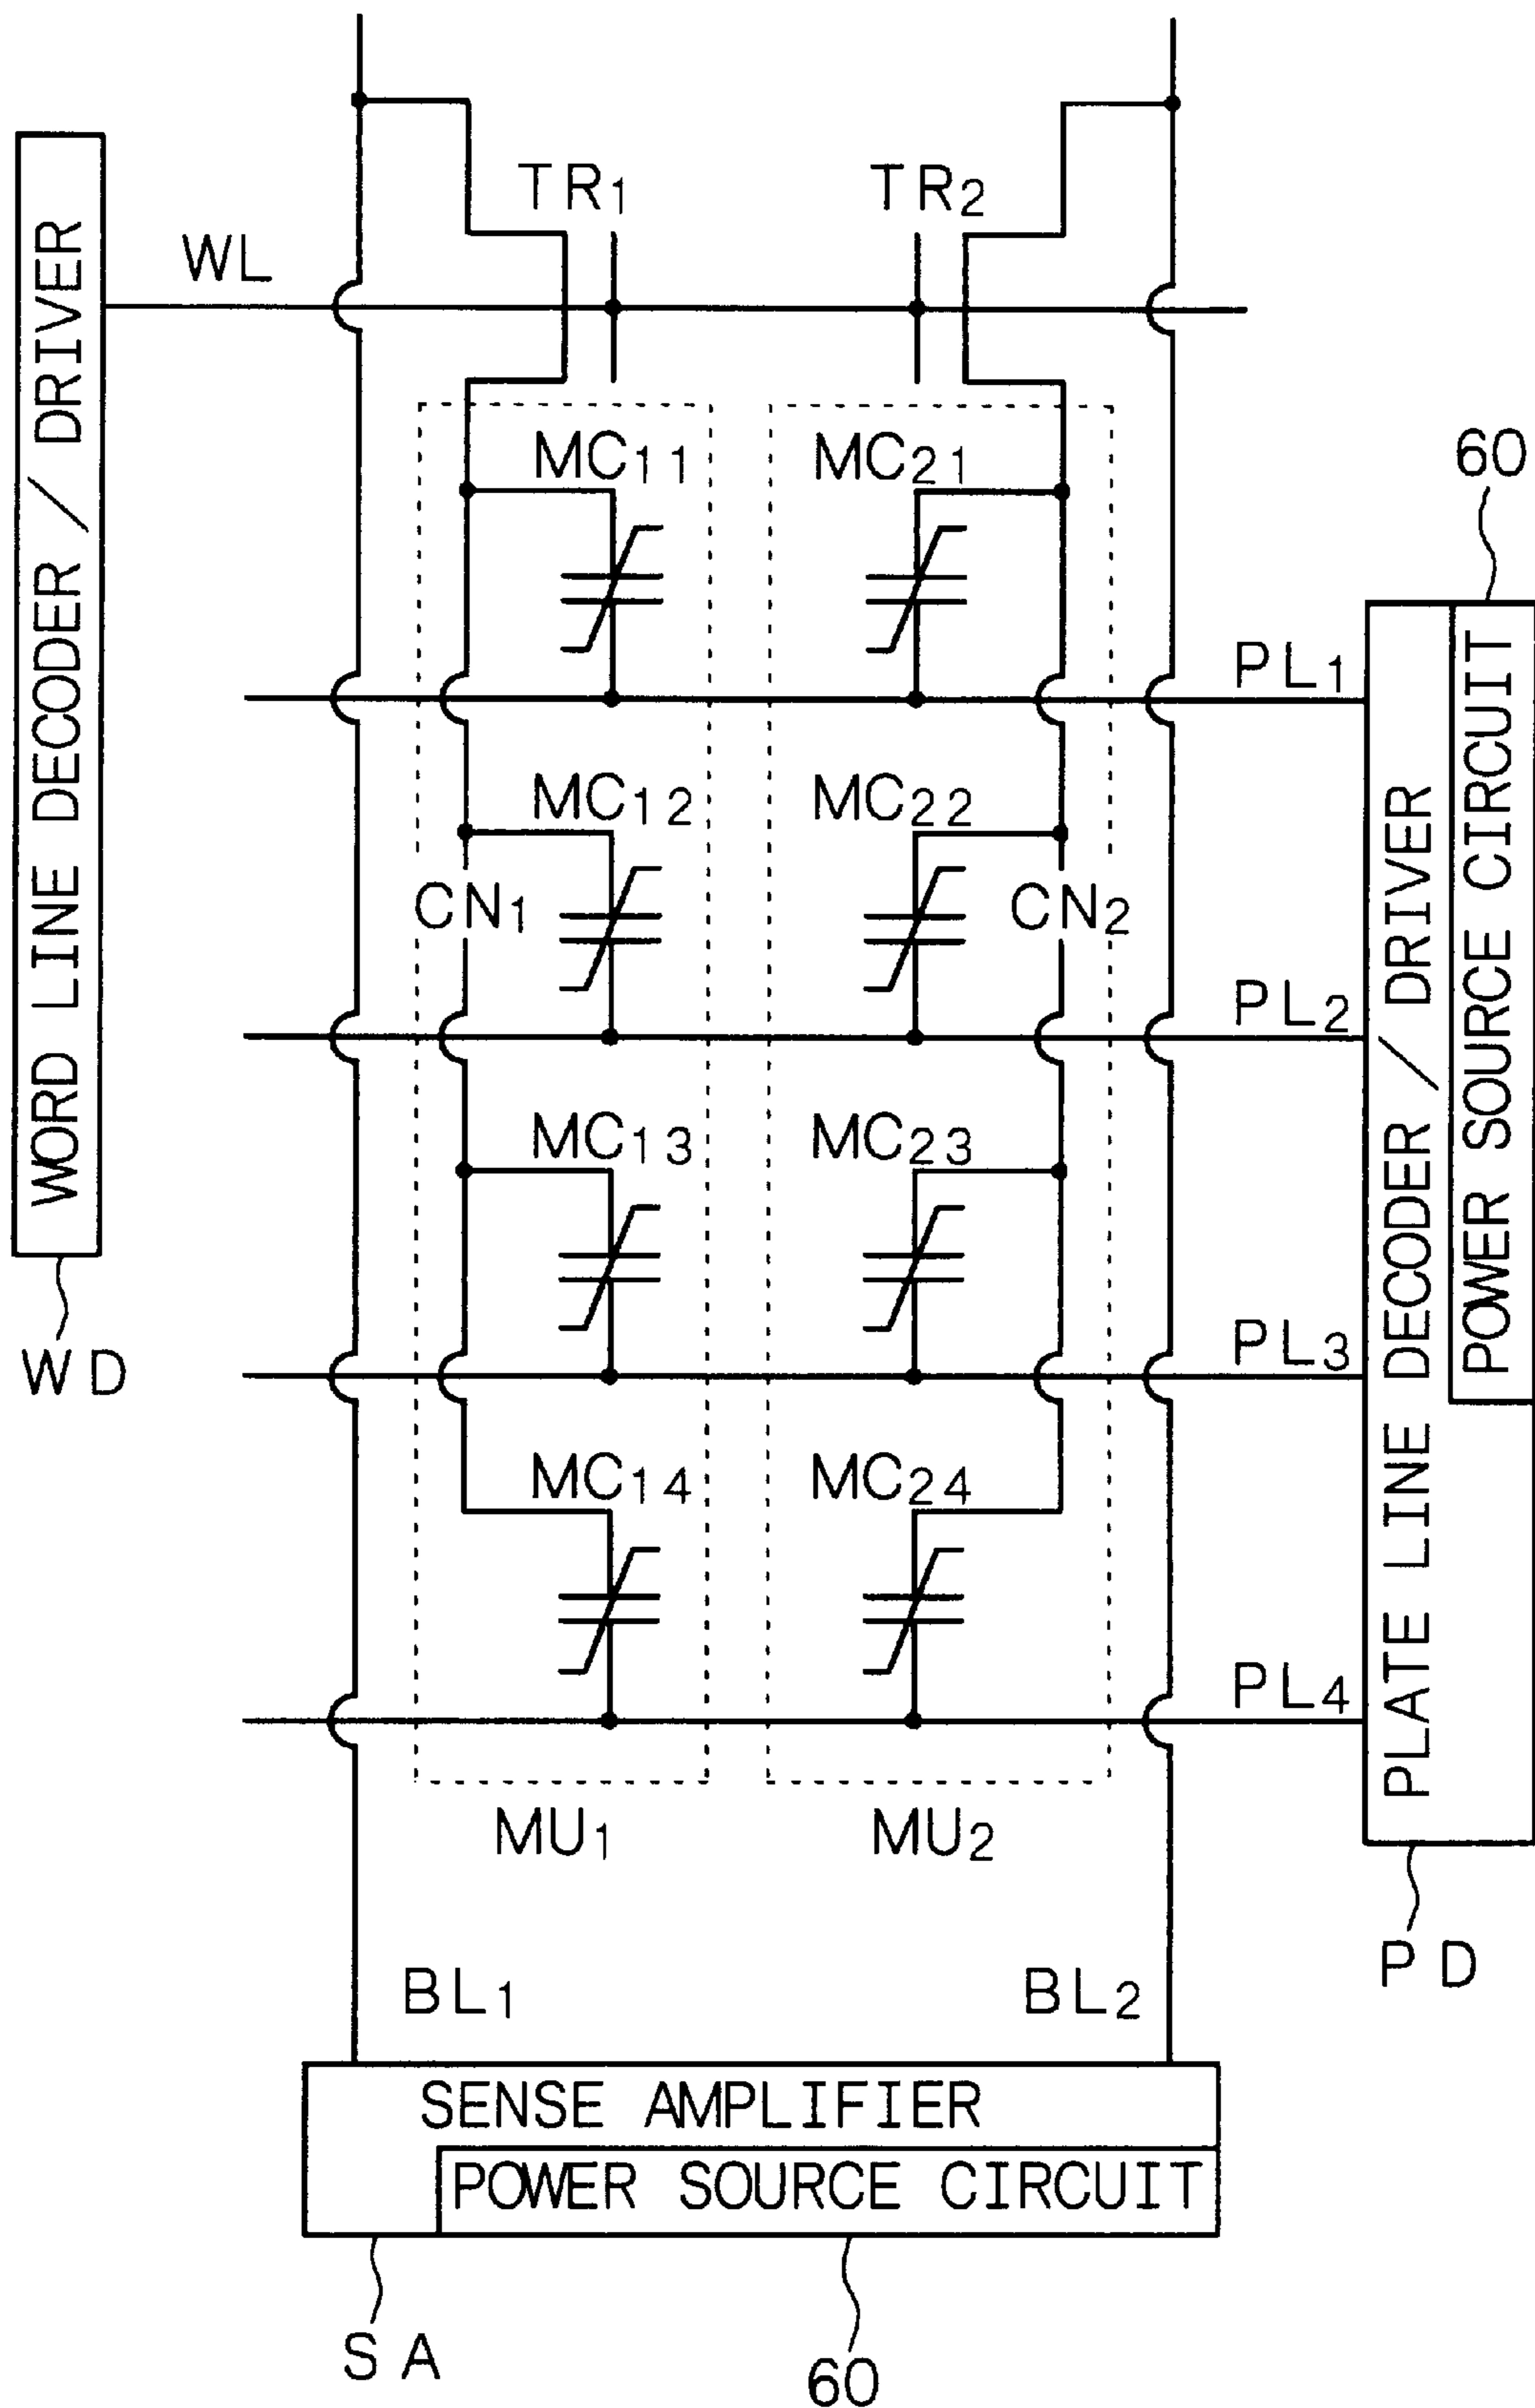 TR1 TR2
WL
WORD LINE DECODER / DRIVER
WD
MC11 MC21
60
PL1
MC12 MC22
CN1 CN2
PL2
MC13 MC23
PL3
MC14 MC24
PL4
PLATE LINE DECODER / DRIVER
POWER SOURCE CIRCUIT
MU1 MU2
PD
BL1 BL2
SENSE AMPLIFIER
POWER SOURCE CIRCUIT
SA
60